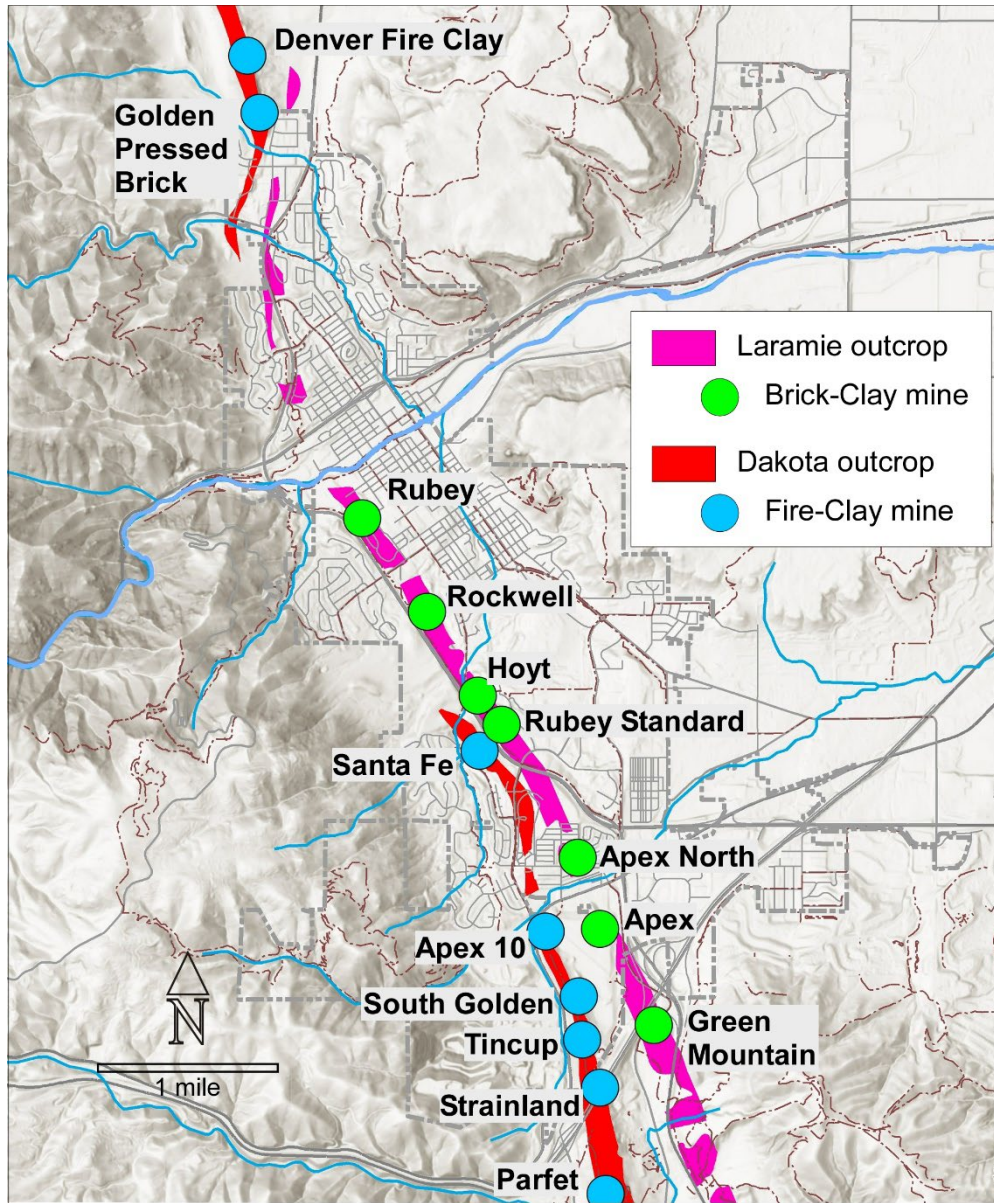 Denver Fire Clay
Golden
Pressed
Brick
Laramie outcrop
Brick-Clay mine
Dakota outcrop
Fire-Clay mine
Rubey
Rockwell
Hoyt
Rubey Standard
Santa Fe
Apex North
Apex
Apex 10
South Golden
Green
Mountain
Tincup
N
1 mile
Strainland
Parfet